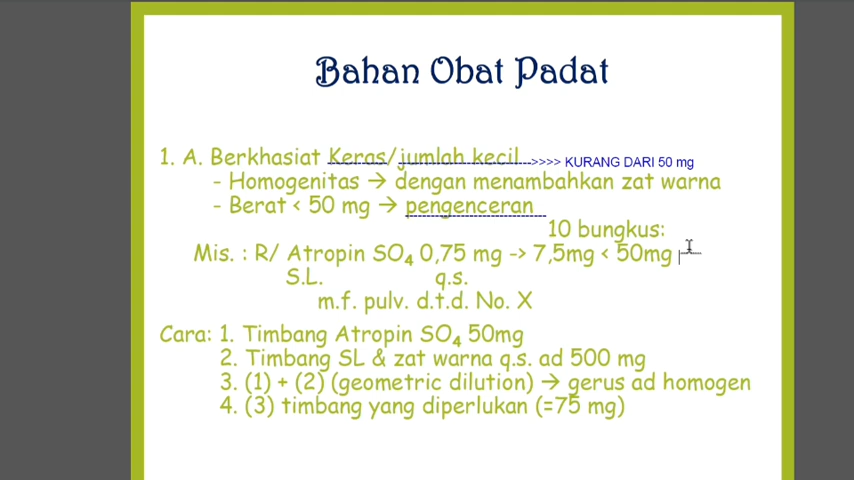 Bahan Obat Padat
1. A. Berkhasiat Keras/jumlah kecil >>>> KURANG DARI 50 mg
- Homogenitas → dengan menambahkan zat warna
- Berat < 50 mg → pengenceran
10 bungkus:
Mis. : R/ Atropin SO₄ 0,75 mg -> 7,5mg < 50mg
S.L. q.s.
m.f. pulv. d.t.d. No. X
Cara: 1. Timbang Atropin SO₄ 50mg
2. Timbang SL & zat warna q.s. ad 500 mg
3. (1) + (2) (geometric dilution) → gerus ad homogen
4. (3) timbang yang diperlukan (=75 mg)